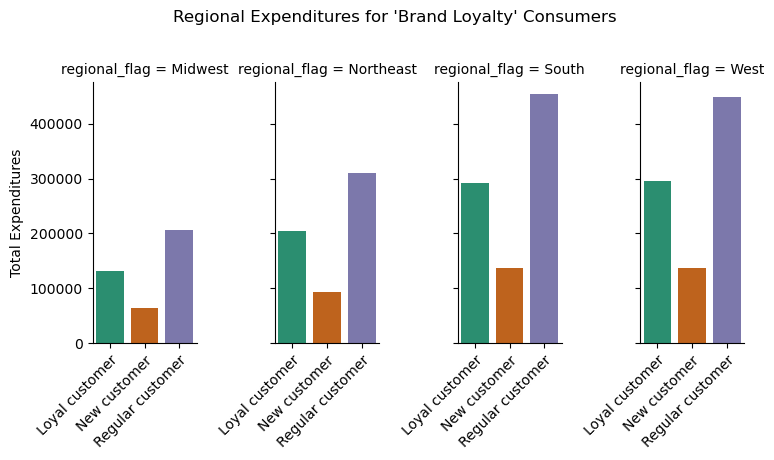 Regional Expenditures for 'Brand Loyalty' Consumers
regional_flag = Midwest
regional_flag = Northeast
regional_flag = South
regional_flag = West
Total Expenditures
400000
300000
200000
100000
0
Loyal customer
New customer
Regular customer
Loyal customer
New customer
Regular customer
Loyal customer
New customer
Regular customer
Loyal customer
New customer
Regular customer